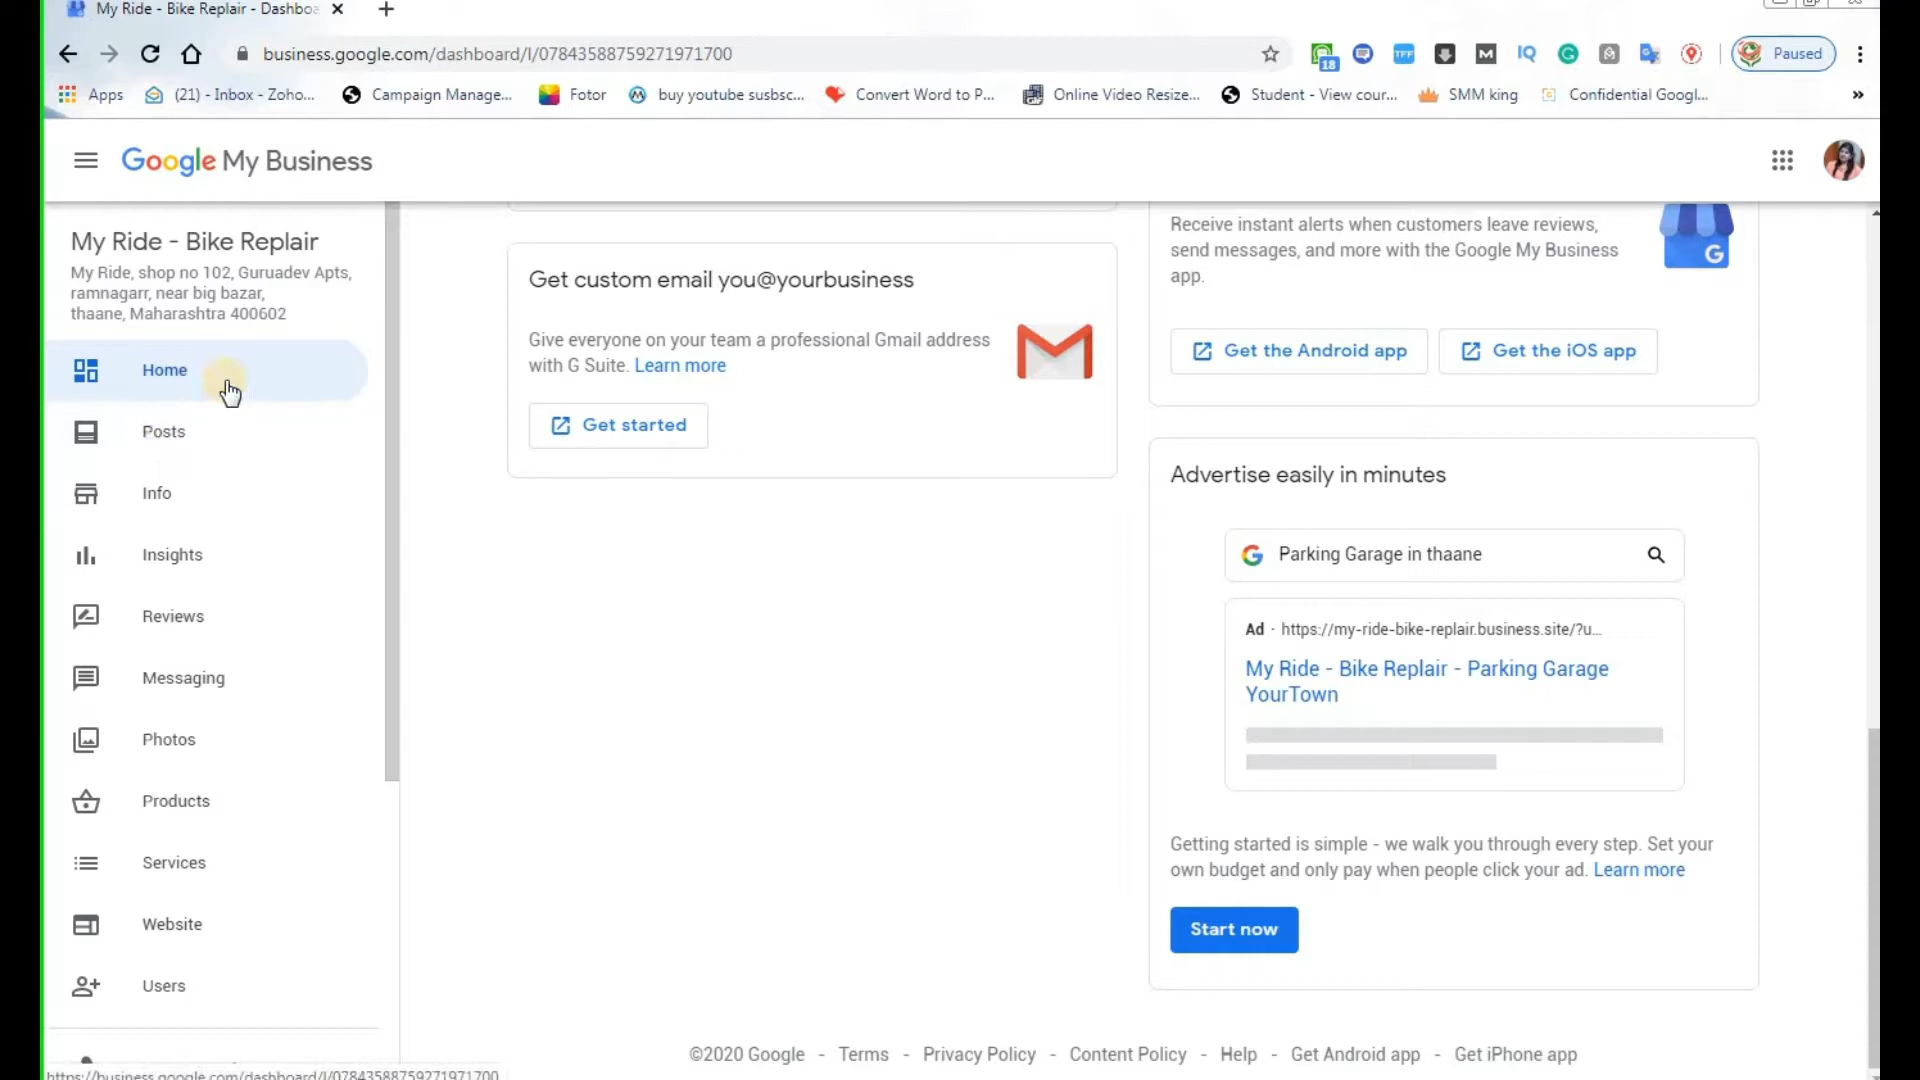 My Ride - Bike Replair - Dashboa
business.google.com/dashboard/l/07843588759271971700
18
TFF
M
IQ
Paused
Apps
(21) - Inbox - Zoho...
Campaign Manage...
Fotor
buy youtube susbsc...
Convert Word to P...
Online Video Resize...
Student - View cour...
SMM king
Confidential Googl...
»
Google My Business
My Ride - Bike Replair
My Ride, shop no 102, Guruadev Apts,
ramnagarr, near big bazar,
thaane, Maharashtra 400602
Home
Posts
Info
Insights
Reviews
Messaging
Photos
Products
Services
Website
Users
Get custom email you@yourbusiness
Give everyone on your team a professional Gmail address
with G Suite. Learn more
Get started
Receive instant alerts when customers leave reviews,
send messages, and more with the Google My Business
app.
G
Get the Android app
Get the iOS app
Advertise easily in minutes
Parking Garage in thaane
Ad · https://my-ride-bike-replair.business.site/?u...
My Ride - Bike Replair - Parking Garage
YourTown
Getting started is simple - we walk you through every step. Set your
own budget and only pay when people click your ad. Learn more
Start now
©2020 Google - Terms - Privacy Policy - Content Policy - Help - Get Android app - Get iPhone app
https://business.google.com/dashboard/l/07843588759271971700